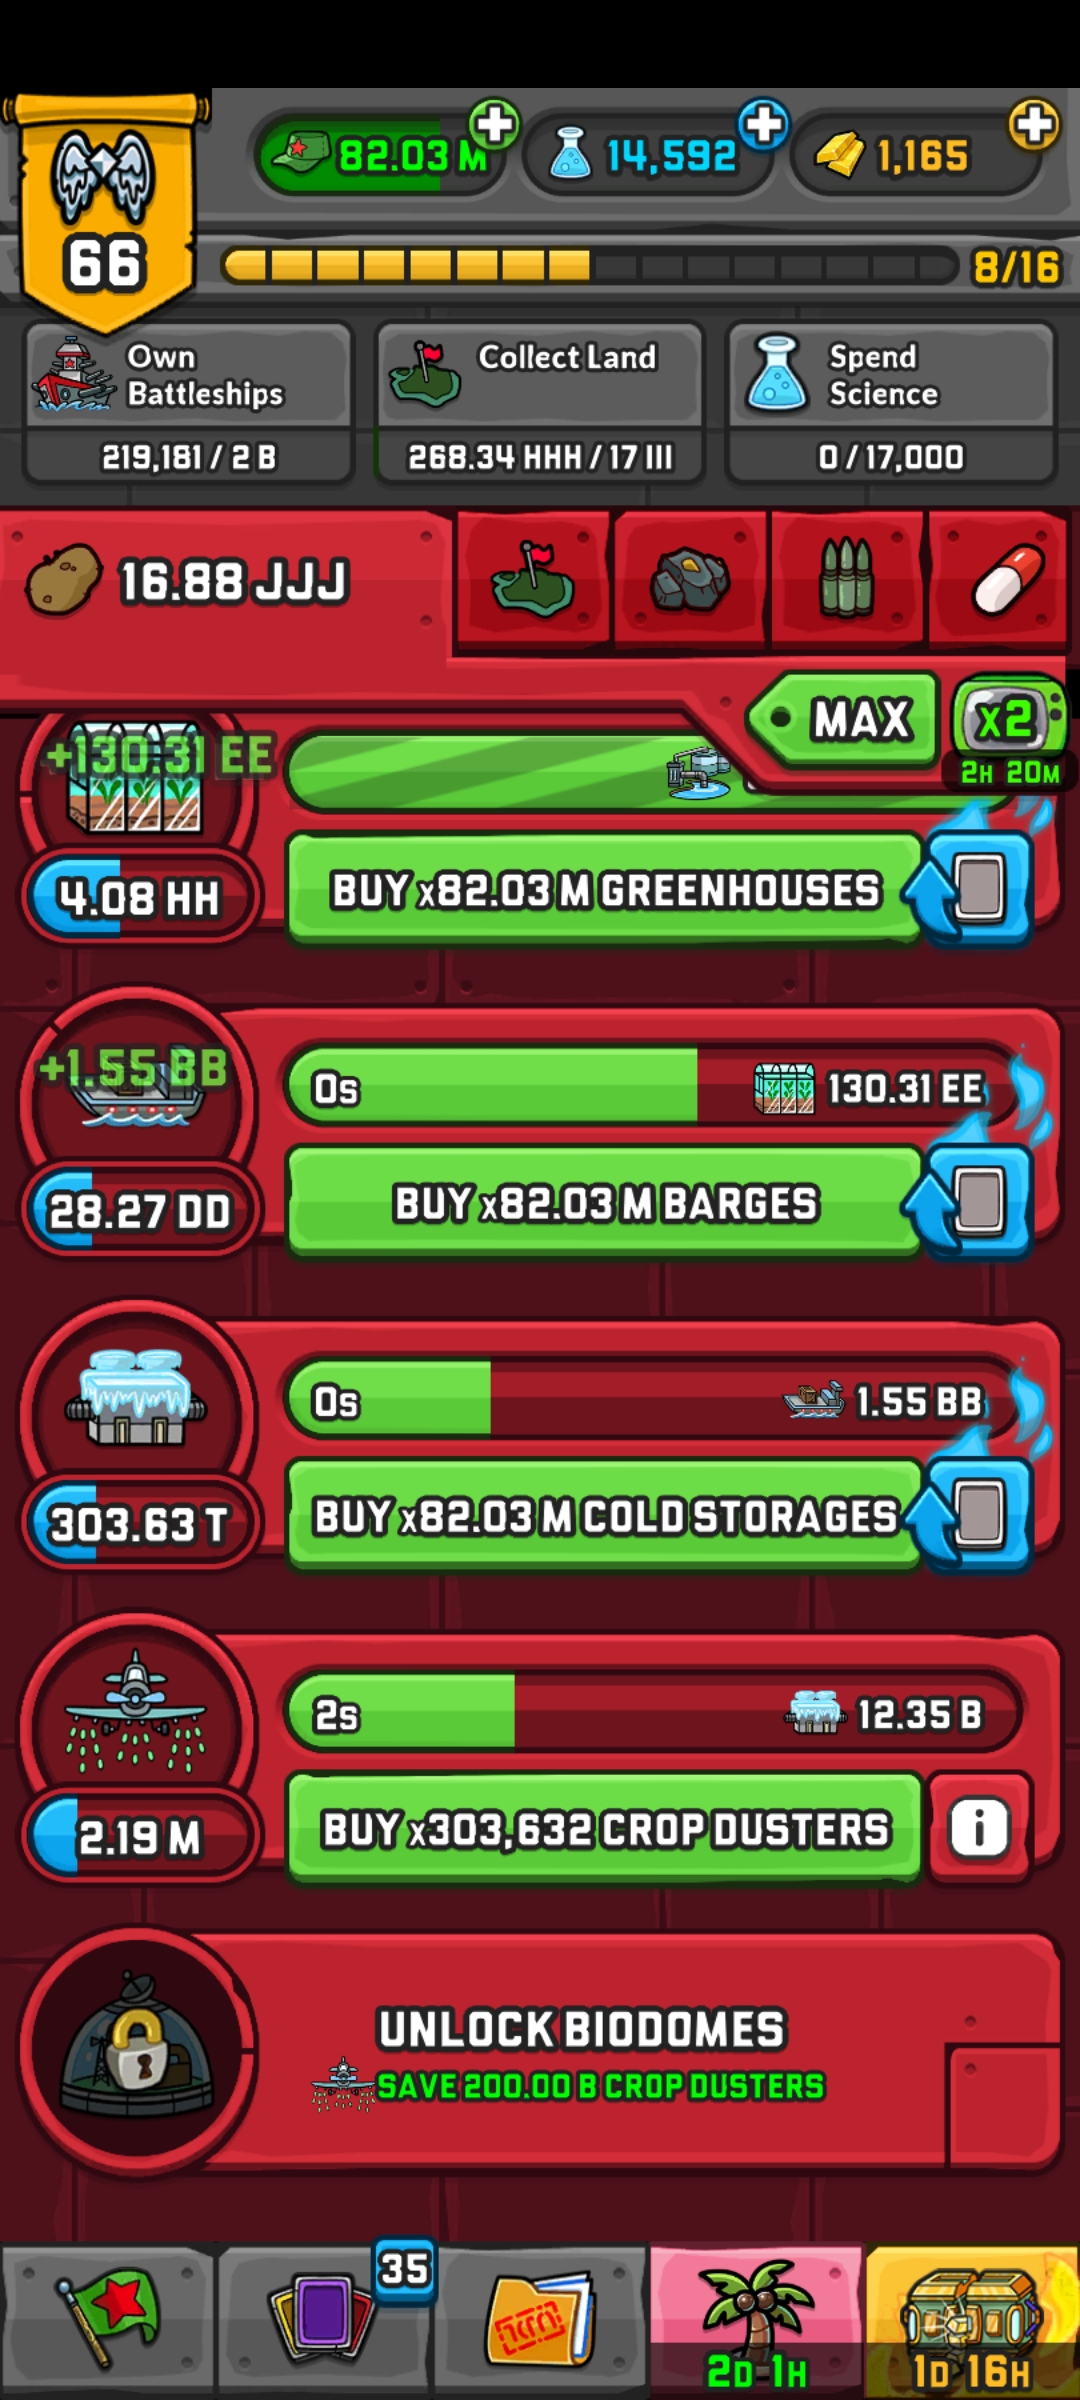 82.03 M
14,592
1,165
66
8/16
Own
Battleships
219,181 / 2 B
Collect Land
268.34 HHH / 17 III
Spend
Science
0 / 17,000
16.88 JJJ
MAX
x2
2H 20M
+130.31 EE
4.08 HH
BUY x82.03 M GREENHOUSES
+1.55 BB
0s
130.31 EE
28.27 DD
BUY x82.03 M BARGES
0s
1.55 BB
303.63 T
BUY x82.03 M COLD STORAGES
2s
12.35 B
2.19 M
BUY x303,632 CROP DUSTERS
i
UNLOCK BIODOMES
SAVE 200.00 B CROP DUSTERS
35
2D 1H
1D 16H